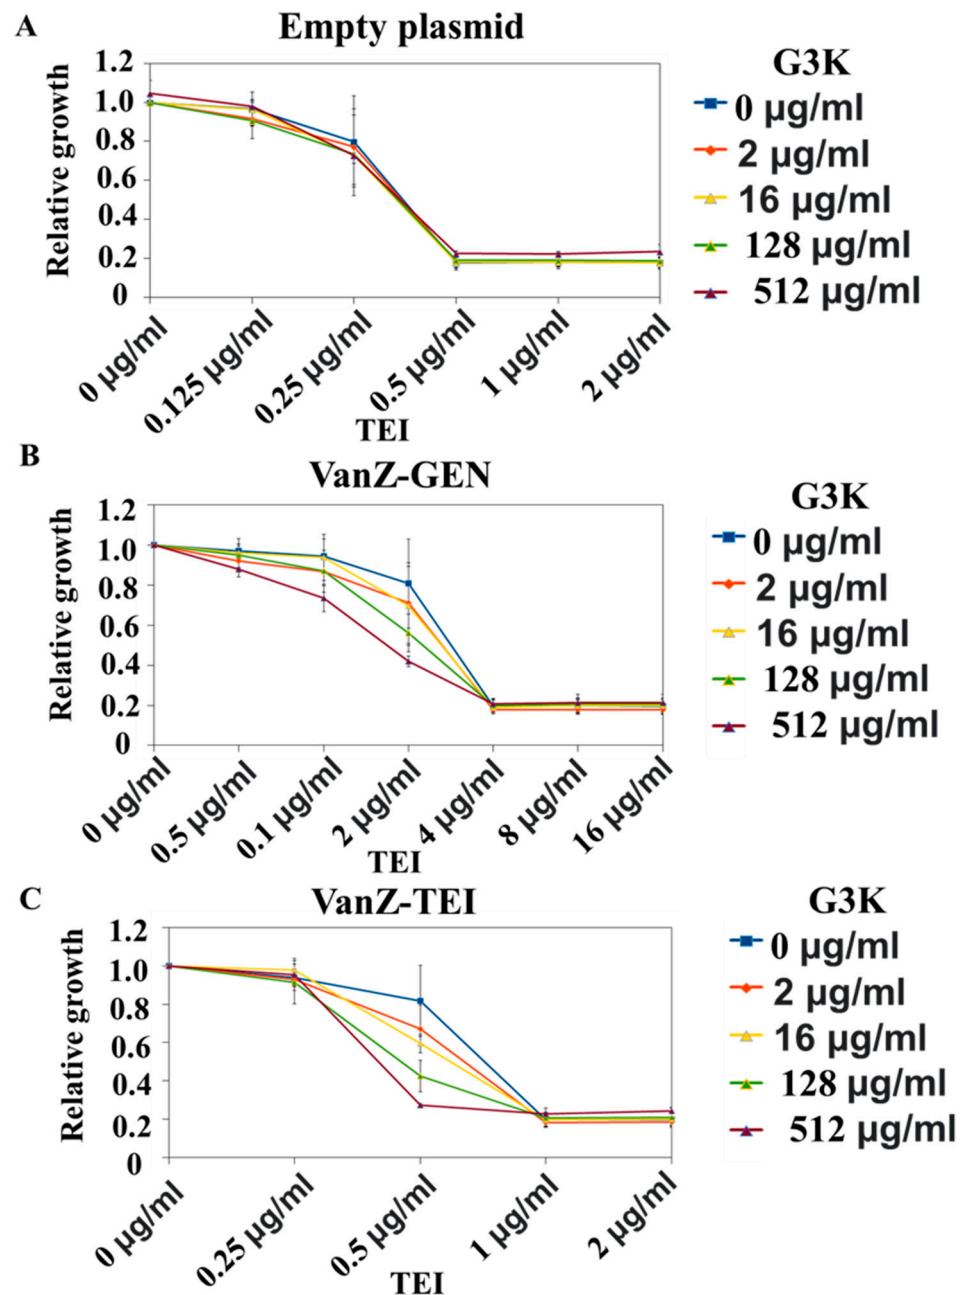 A
Empty plasmid
Relative growth
1.2
1.0
0.8
0.6
0.4
0.2
0
0 µg/ml
0.125 µg/ml
0.25 µg/ml
0.5 µg/ml
1 µg/ml
2 µg/ml
TEI
G3K
0 µg/ml
2 µg/ml
16 µg/ml
128 µg/ml
512 µg/ml
B
VanZ-GEN
Relative growth
1.2
1.0
0.8
0.6
0.4
0.2
0
0 µg/ml
0.5 µg/ml
0.1 µg/ml
2 µg/ml
4 µg/ml
8 µg/ml
16 µg/ml
TEI
G3K
0 µg/ml
2 µg/ml
16 µg/ml
128 µg/ml
512 µg/ml
C
VanZ-TEI
Relative growth
1.2
1.0
0.8
0.6
0.4
0.2
0
0 µg/ml
0.25 µg/ml
0.5 µg/ml
1 µg/ml
2 µg/ml
TEI
G3K
0 µg/ml
2 µg/ml
16 µg/ml
128 µg/ml
512 µg/ml